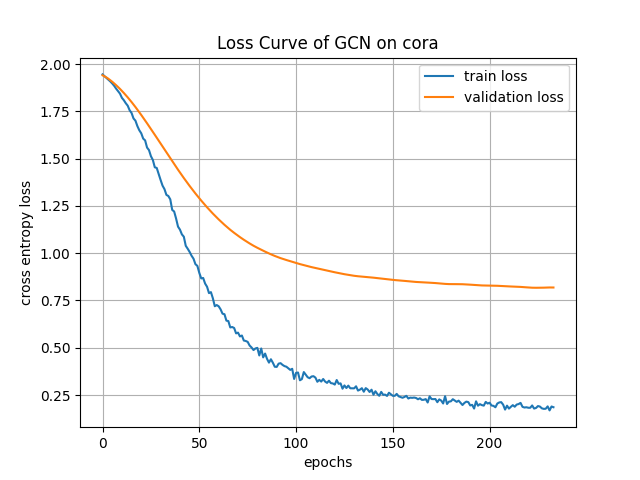 Loss Curve of GCN on cora
train loss
validation loss
cross entropy loss
2.00
1.75
1.50
1.25
1.00
0.75
0.50
0.25
0
50
100
150
200
epochs